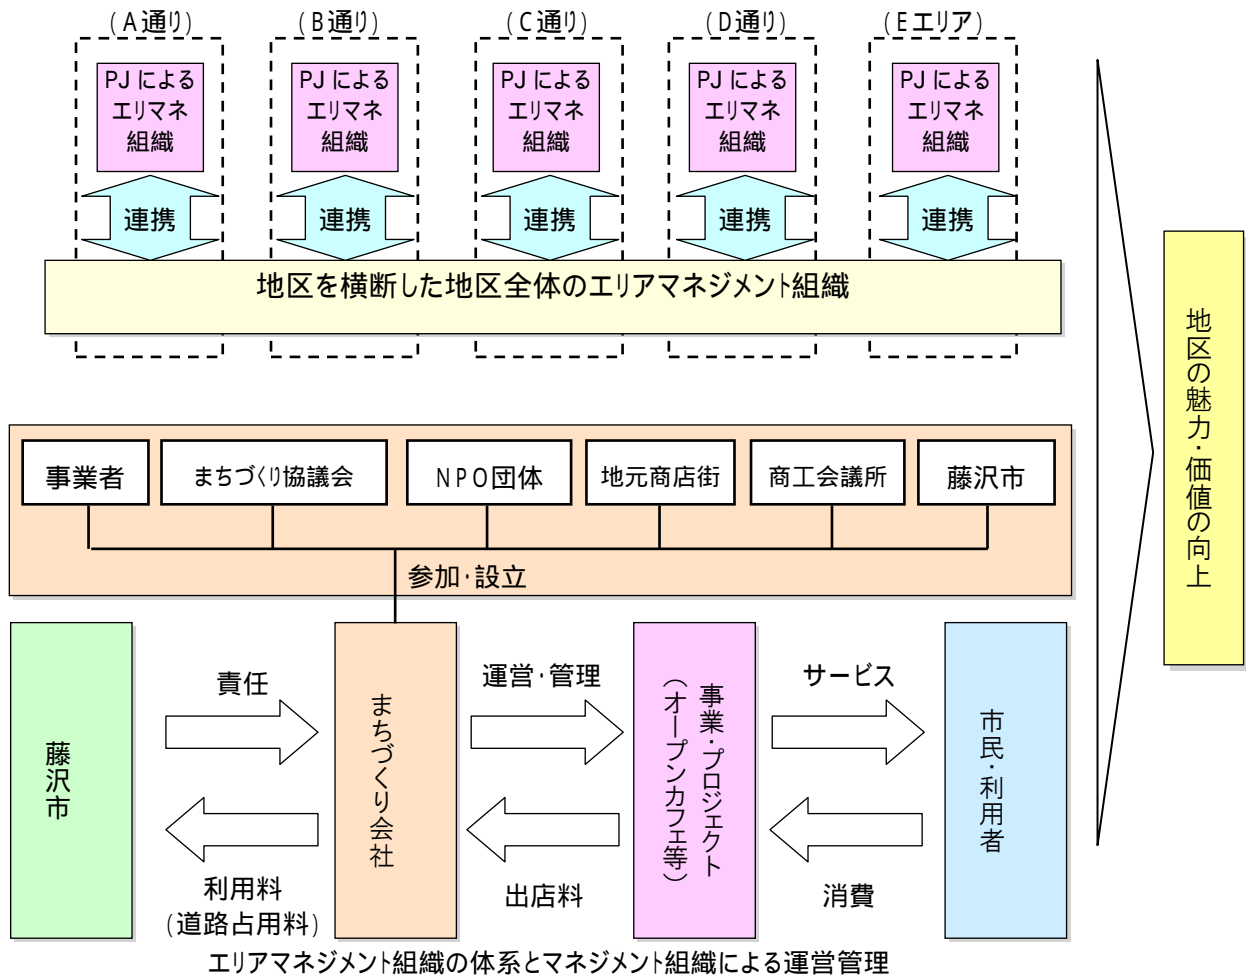 (A通り)
(B通り)
(C通り)
(D通り)
(Eエリア)
PJによる
エリマネ
組織
PJによる
エリマネ
組織
PJによる
エリマネ
組織
PJによる
エリマネ
組織
PJによる
エリマネ
組織
連携
連携
連携
連携
連携
地区を横断した地区全体のエリアマネジメント組織
事業者
まちづくり協議会
NPO団体
地元商店街
商工会議所
藤沢市
参加・設立
藤沢市
責任
利用料
(道路占用料)
まちづくり会社
運営・管理
出店料
事業・プロジェクト
(オープンカフェ等)
サービス
消費
市民・利用者
地区の魅力・価値の向上
エリアマネジメント組織の体系とマネジメント組織による運営管理